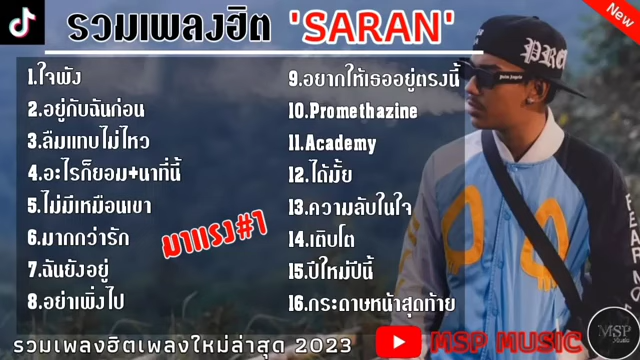 รวมเพลงฮิต 'SARAN'
New
1.ใจพัง
2.อยู่กับฉันก่อน
3.ลืมแทบไม่ไหว
4.อะไรก็ยอม+นาที่นี้
5.ไม่มีเหมือนเขา
6.มากกว่ารัก
7.ฉันยังอยู่
8.อย่าเพิ่งไป
มาแรง#1
9.อยากให้เธออยู่ตรงนี้
10.Promethazine
11.Academy
12.ได้มั้ย
13.ความลับในใจ
14.เติบโต
15.ปีใหม่ปีนี้
16.กระดาษหน้าสุดท้าย
รวมเพลงฮิตเพลงใหม่ล่าสุด 2023
MSP MUSIC
MSP